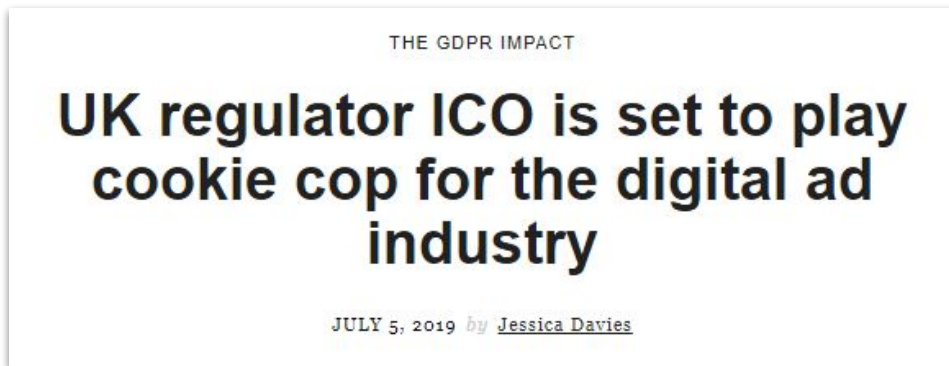 THE GDPR IMPACT
UK regulator ICO is set to play
cookie cop for the digital ad
industry
JULY 5, 2019 by Jessica Davies